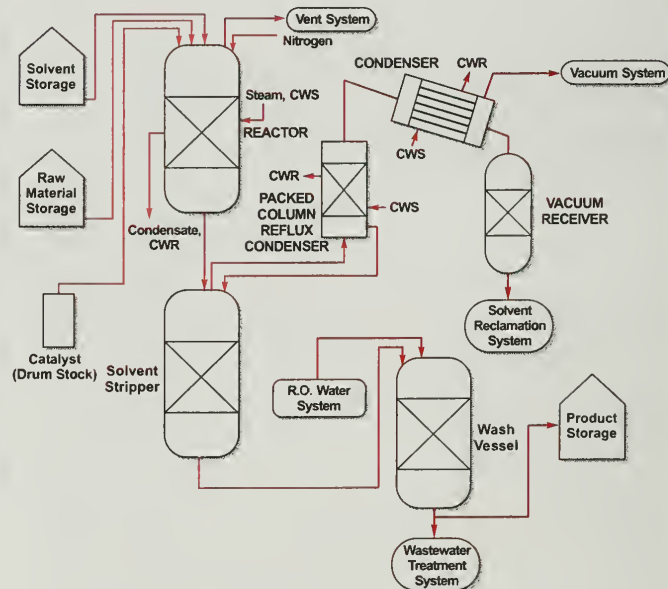 Vent System
Nitrogen
Solvent
Storage
Steam, CWS
REACTOR
Raw
Material
Storage
Condensate,
CWR
Catalyst
(Drum Stock)
CONDENSER
CWR
Vacuum System
CWS
CWR
PACKED
COLUMN
REFLUX
CONDENSER
CWS
VACUUM
RECEIVER
Solvent
Reclamation
System
Solvent
Stripper
R.O. Water
System
Wash
Vessel
Product
Storage
Wastewater
Treatment
System